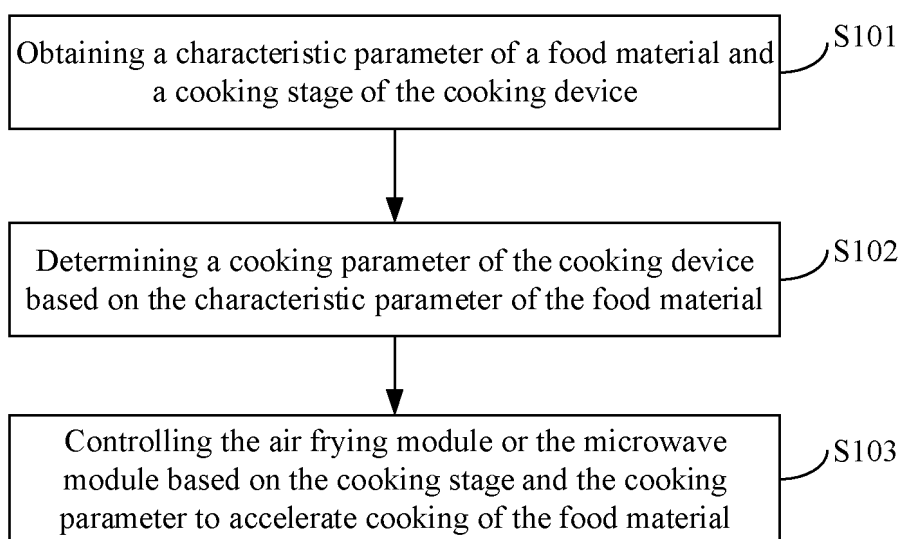 Obtaining a characteristic parameter of a food material and
a cooking stage of the cooking device
S101
Determining a cooking parameter of the cooking device
based on the characteristic parameter of the food material
S102
Controlling the air frying module or the microwave
module based on the cooking stage and the cooking
parameter to accelerate cooking of the food material
S103